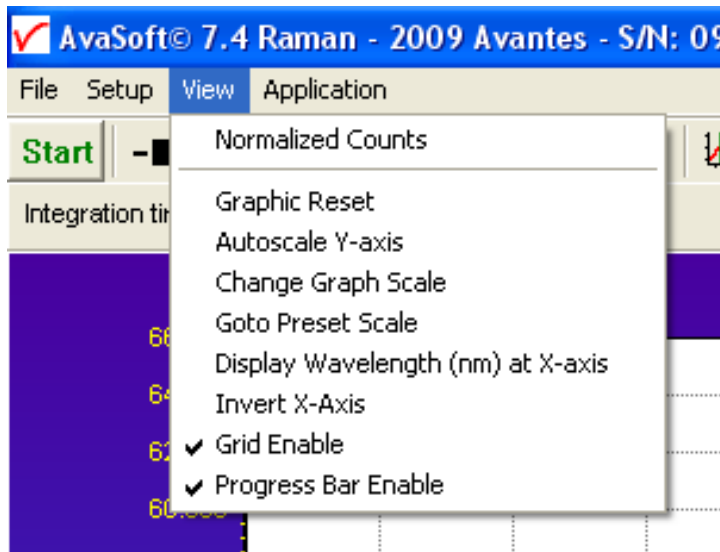 AvaSoft© 7.4 Raman - 2009 Avantes - S/N: 09
File Setup View Application
Start
Normalized Counts
Integration
Graphic Reset
Autoscale Y-axis
Change Graph Scale
Goto Preset Scale
Display Wavelength (nm) at X-axis
Invert X-Axis
Grid Enable
Progress Bar Enable